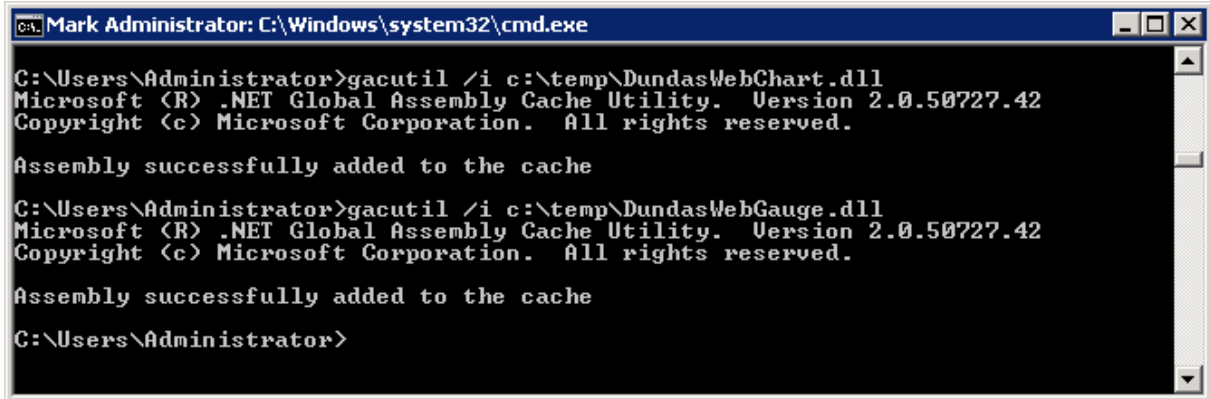 Mark Administrator: C:\Windows\system32\cmd.exe
C:\Users\Administrator>gacutil /i c:\temp\DundasWebChart.dll
Microsoft (R) .NET Global Assembly Cache Utility.  Version 2.0.50727.42
Copyright (c) Microsoft Corporation.  All rights reserved.
Assembly successfully added to the cache
C:\Users\Administrator>gacutil /i c:\temp\DundasWebGauge.dll
Microsoft (R) .NET Global Assembly Cache Utility.  Version 2.0.50727.42
Copyright (c) Microsoft Corporation.  All rights reserved.
Assembly successfully added to the cache
C:\Users\Administrator>